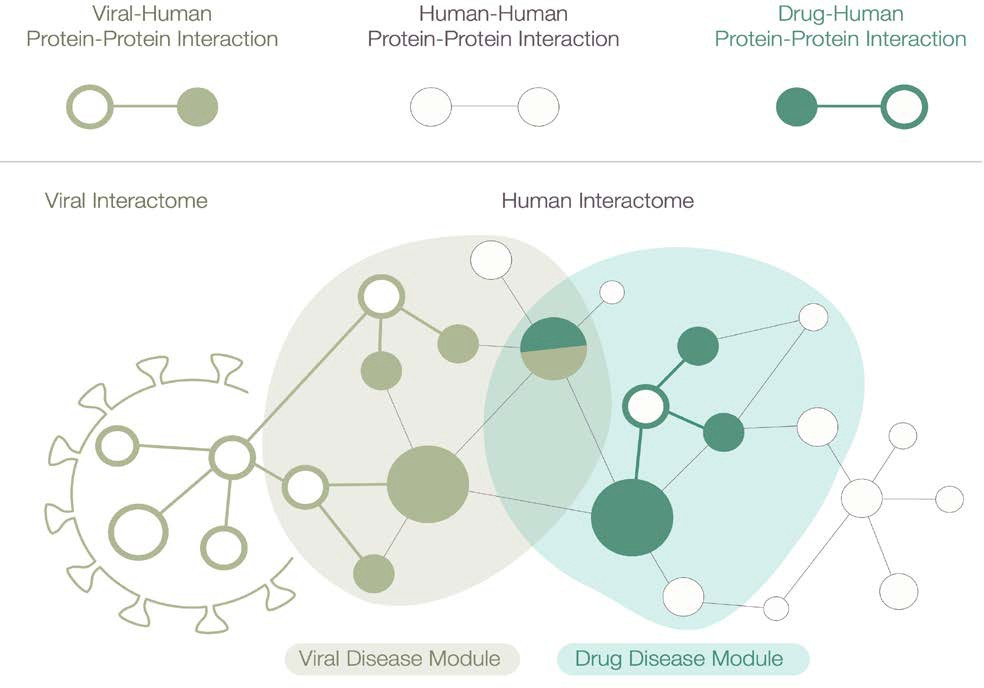 Viral-Human
Protein-Protein Interaction
Human-Human
Protein-Protein Interaction
Drug-Human
Protein-Protein Interaction
Viral Interactome
Human Interactome
Viral Disease Module
Drug Disease Module